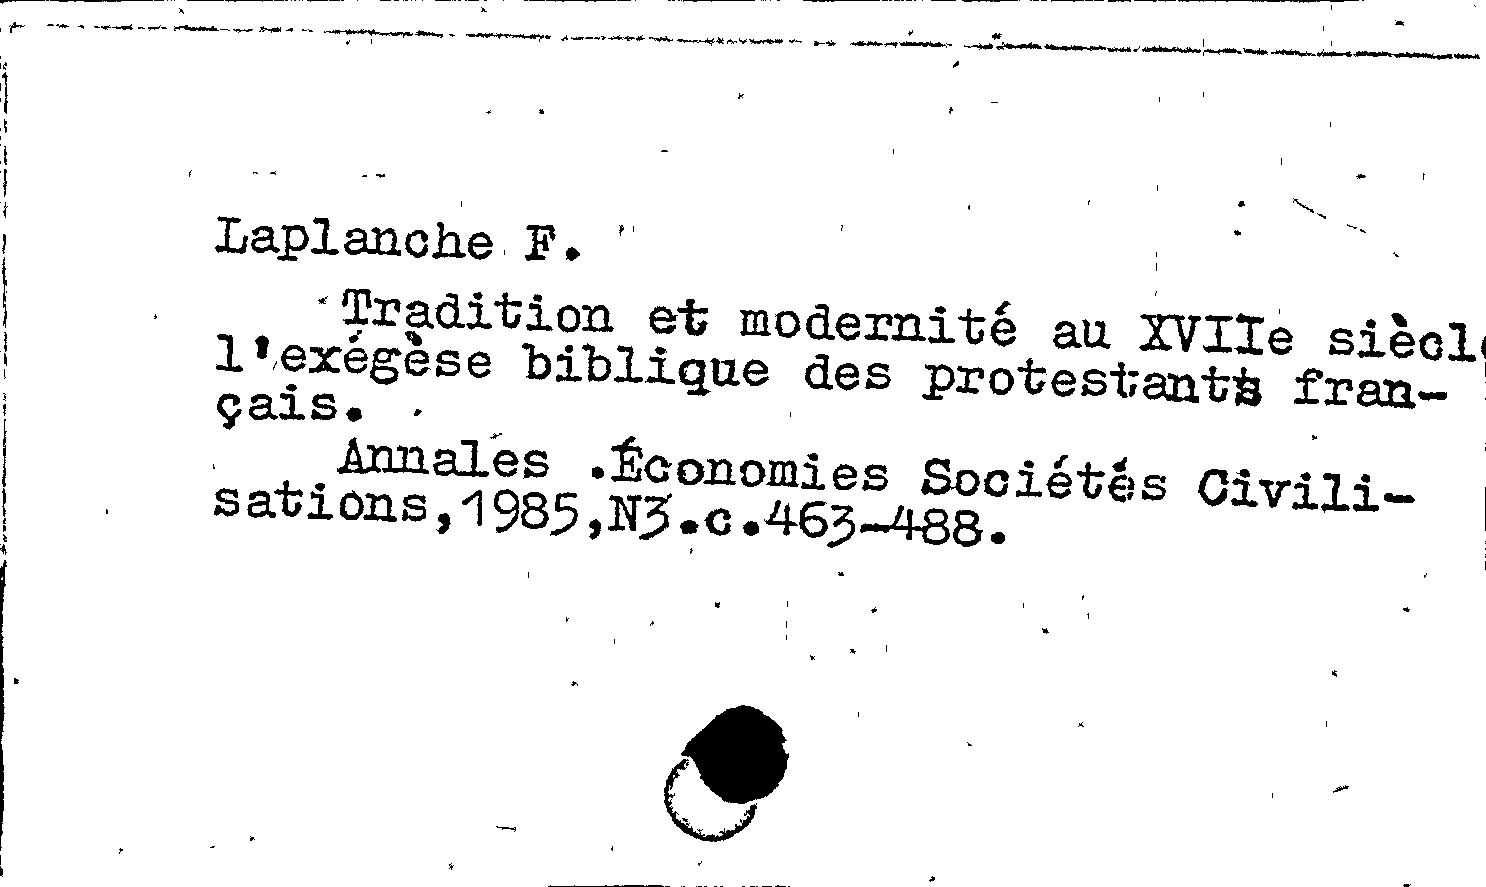 Laplanche F.
Tradition et modernité au XVIIe siècle
l'exégèse biblique des protestants fran-
çais.
Annales .Économies Sociétés Civili-
sations,1985,N3.c.463-488.